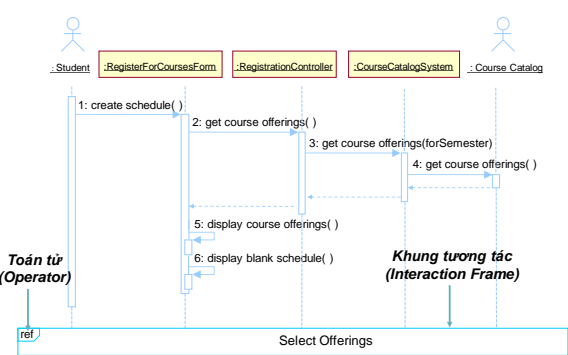 : Student
:RegisterForCoursesForm
:RegistrationController
:CourseCatalogSystem
: Course Catalog
1: create schedule( )
2: get course offerings( )
3: get course offerings(forSemester)
4: get course offerings( )
5: display course offerings( )
6: display blank schedule( )
Toán tử
(Operator)
Khung tương tác
(Interaction Frame)
ref
Select Offerings